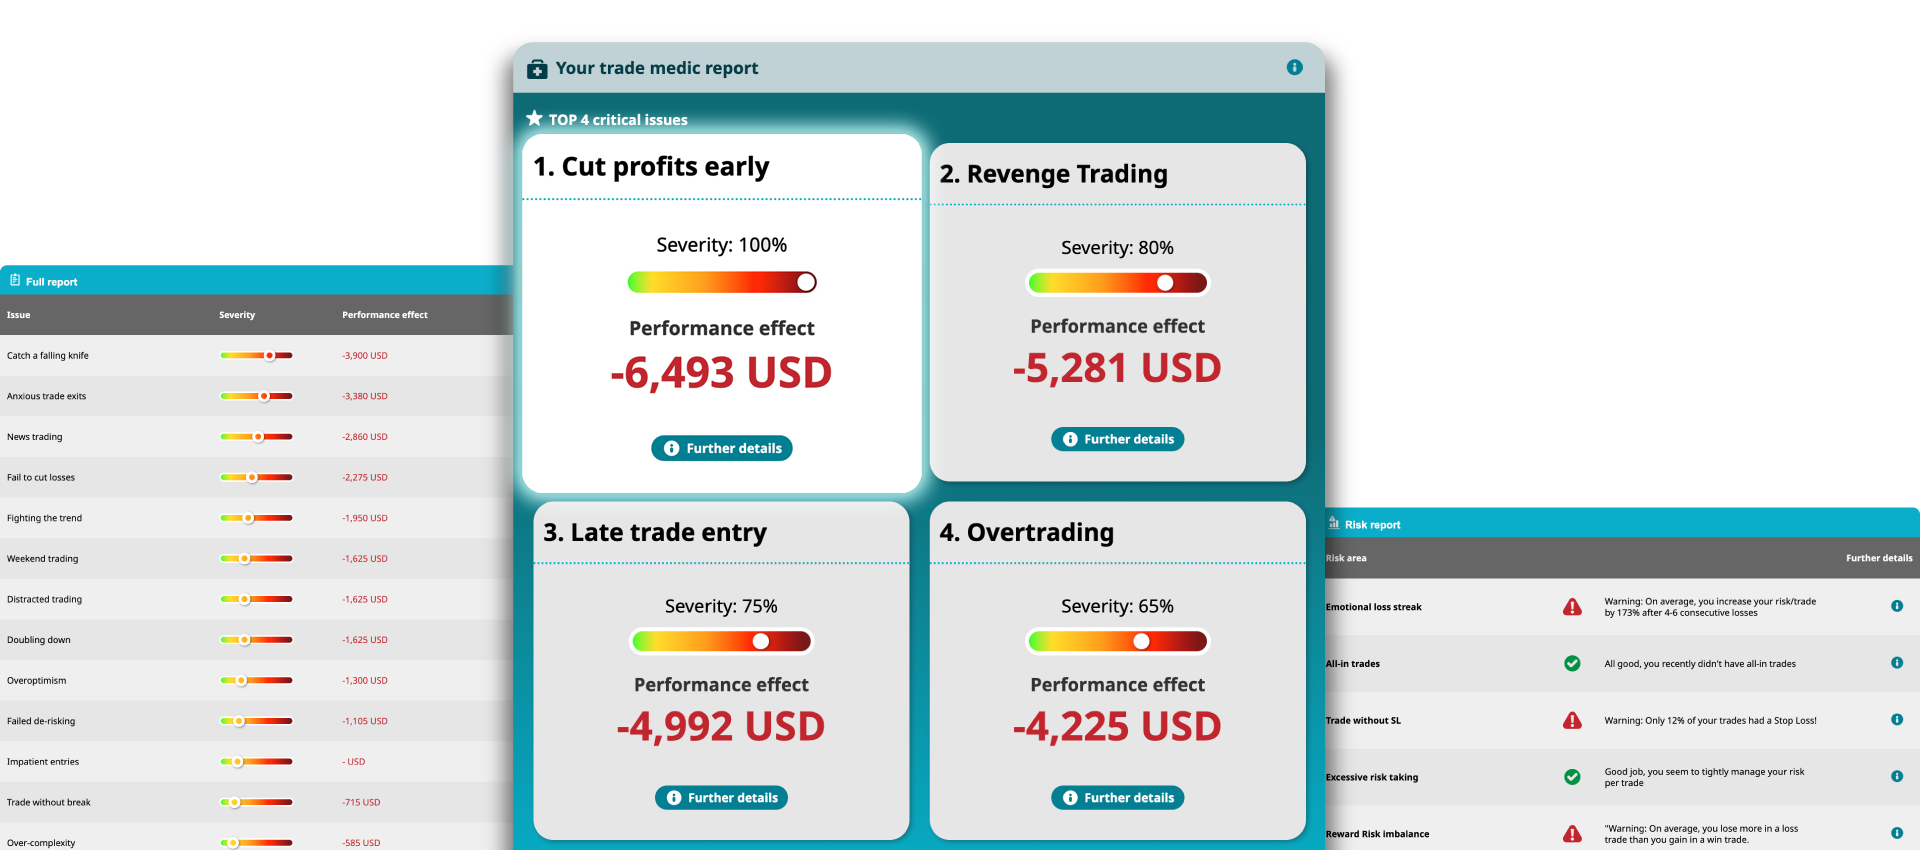 Your trade medic report
TOP 4 critical issues
1. Cut profits early
Severity: 100%
Performance effect
-6,493 USD
Further details
2. Revenge Trading
Severity: 80%
Performance effect
-5,281 USD
Further details
3. Late trade entry
Severity: 75%
Performance effect
-4,992 USD
Further details
4. Overtrading
Severity: 65%
Performance effect
-4,225 USD
Further details
Full report
Issue Severity Performance effect
Catch a falling knife -3,900 USD
Anxious trade exits -3,380 USD
News trading -2,860 USD
Fail to cut losses -2,275 USD
Fighting the trend -1,950 USD
Weekend trading -1,625 USD
Distracted trading -1,625 USD
Doubling down -1,625 USD
Overoptimism -1,300 USD
Failed de-risking -1,105 USD
Impatient entries - USD
Trade without break -715 USD
Over-complexity -585 USD
Risk report
Risk area Further details
Emotional loss streak
Warning: On average, you increase your risk/trade
by 173% after 4-6 consecutive losses
All-in trades
All good, you recently didn't have all-in trades
Trade without SL
Warning: Only 12% of your trades had a Stop Loss!
Excessive risk taking
Good job, you seem to tightly manage your risk
per trade
Reward Risk imbalance
"Warning: On average, you lose more in a loss
trade than you gain in a win trade.